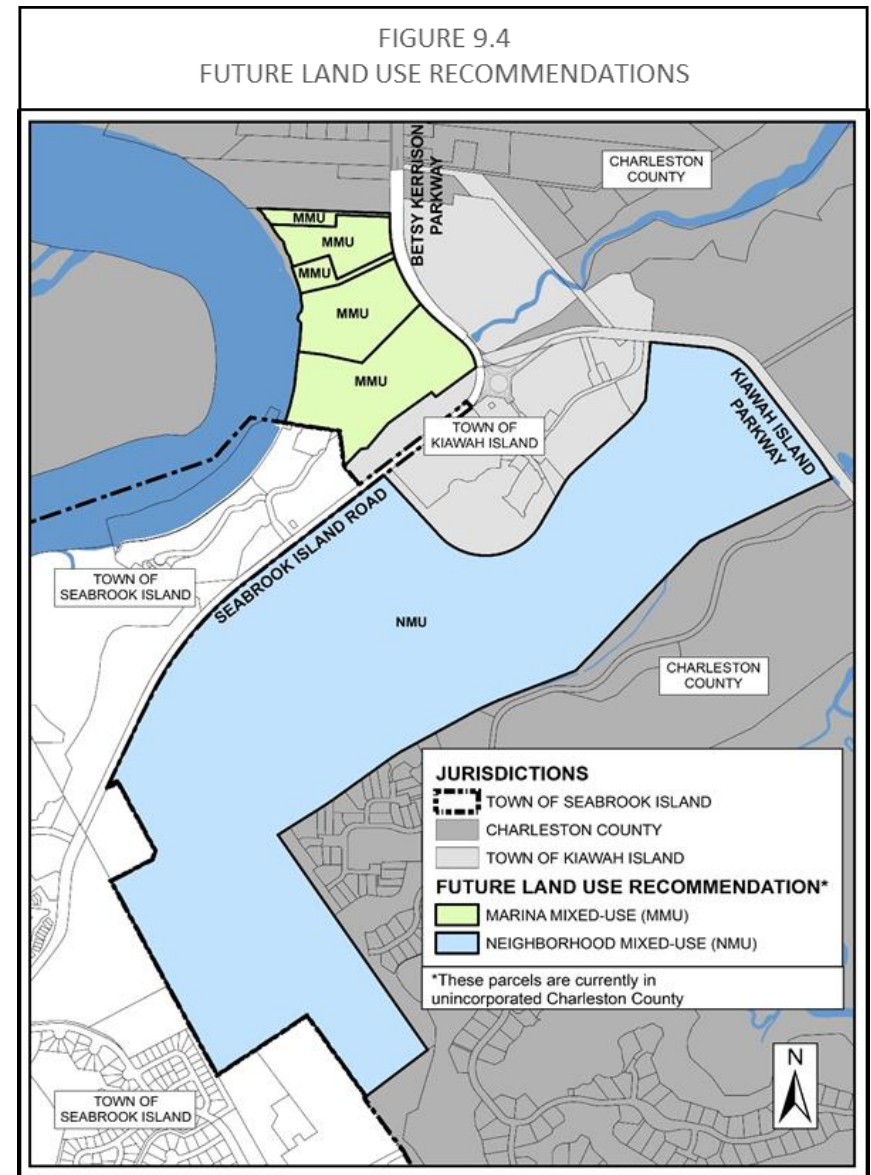 FIGURE 9.4
FUTURE LAND USE RECOMMENDATIONS
BETSY KERRISON
PARKWAY
CHARLESTON
COUNTY
MMU
MMU
MMU
MMU
MMU
KIAWAH ISLAND
PARKWAY
TOWN OF
KIAWAH ISLAND
SEABROOK ISLAND ROAD
TOWN OF
SEABROOK ISLAND
NMU
CHARLESTON
COUNTY
JURISDICTIONS
TOWN OF SEABROOK ISLAND
CHARLESTON COUNTY
TOWN OF KIAWAH ISLAND
FUTURE LAND USE RECOMMENDATION*
MARINA MIXED-USE (MMU)
NEIGHBORHOOD MIXED-USE (NMU)
*These parcels are currently in
unincorporated Charleston County
N
TOWN OF
SEABROOK ISLAND